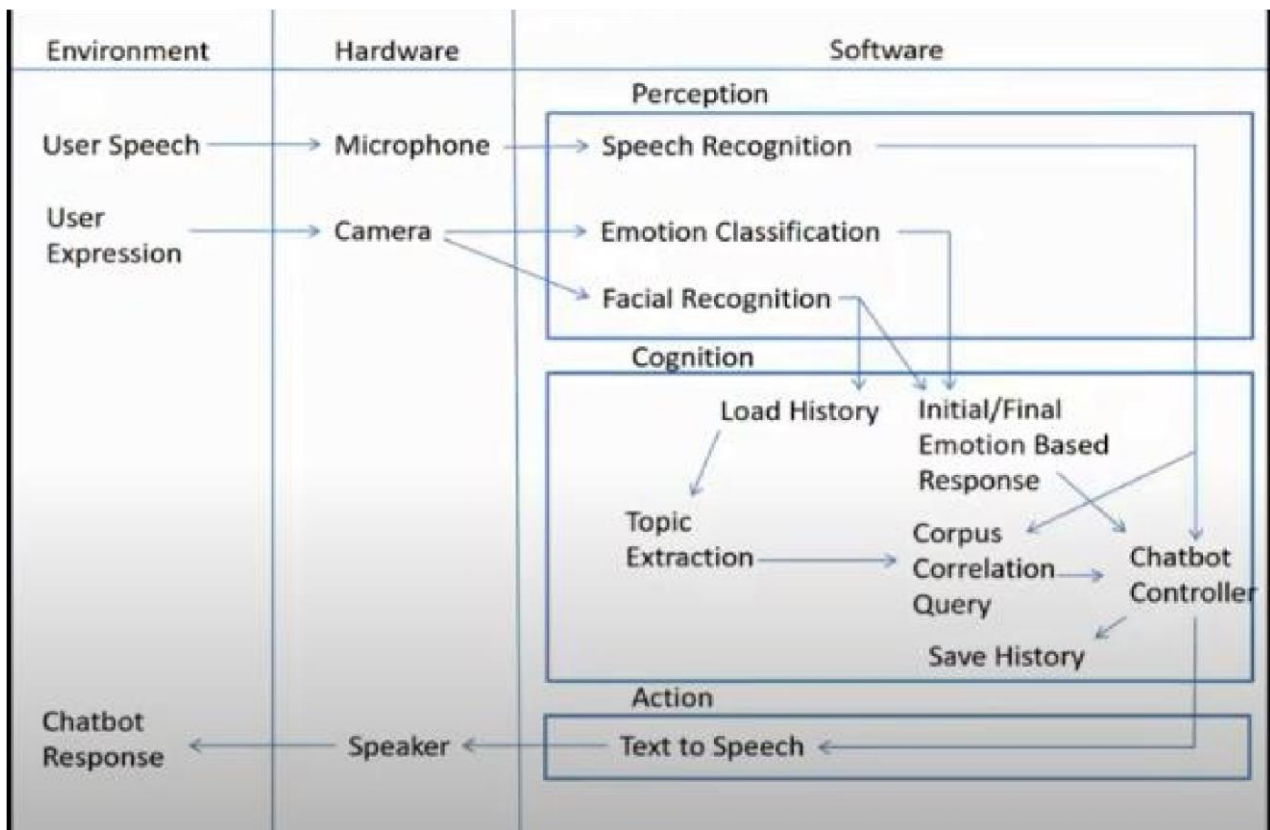 Environment
Hardware
Software
Perception
User Speech
Microphone
Speech Recognition
User
Expression
Camera
Emotion Classification
Facial Recognition
Cognition
Load History
Initial/Final
Emotion Based
Response
Topic
Extraction
Corpus
Correlation
Query
Chatbot
Controller
Save History
Action
Chatbot
Response
Speaker
Text to Speech